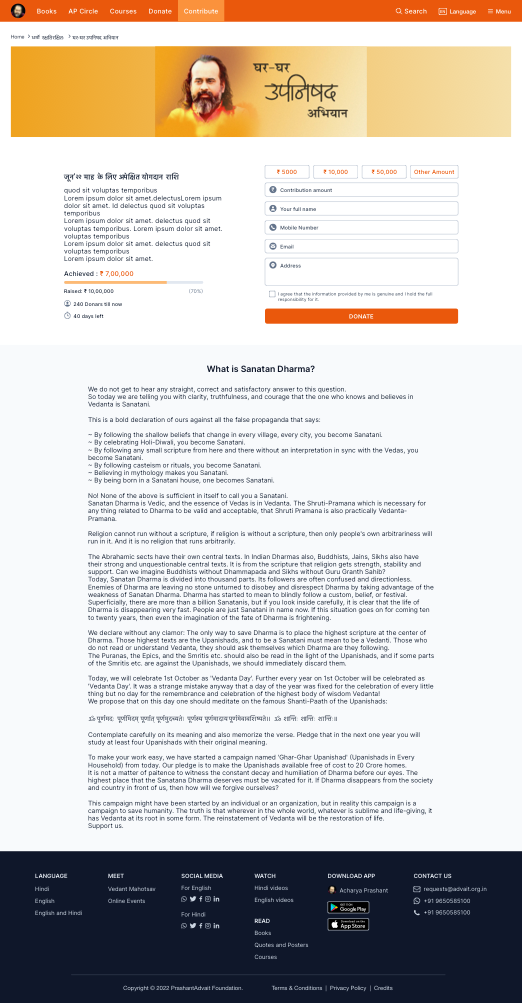 Books AP Circle Courses Donate Contribute Search Language Menu
Home > धर्मो रक्षतिरक्षितः > घर-घर उपनिषद अभियान
घर-घर
उपनिषद
अभियान
जून'२२ माह के लिए अपेक्षित योगदान राशि
quod sit voluptas temporibus
Lorem ipsum dolor sit amet.delectusLorem ipsum
dolor sit amet. Id delectus quod sit voluptas
temporibus
Lorem ipsum dolor sit amet. delectus quod sit
voluptas temporibus. Lorem ipsum dolor sit amet.
voluptas temporibus
Lorem ipsum dolor sit amet. delectus quod sit
voluptas temporibus
Lorem ipsum dolor sit amet.
Achieved : ₹ 7,00,000
Raised: ₹ 10,00,000 (70%)
240 Donars till now
40 days left
₹ 5000 ₹ 10,000 ₹ 50,000 Other Amount
Contribution amount
Your full name
Mobile Number
Email
Address
I agree that the information provided by me is genuine and I hold the full
responsibility for it.
DONATE
What is Sanatan Dharma?
We do not get to hear any straight, correct and satisfactory answer to this question.
So today we are telling you with clarity, truthfulness, and courage that the one who knows and believes in
Vedanta is Sanatani.
This is a bold declaration of ours against all the false propaganda that says:
~ By following the shallow beliefs that change in every village, every city, you become Sanatani.
~ By celebrating Holi-Diwali, you become Sanatani.
~ By following any small scripture from here and there without an interpretation in sync with the Vedas, you
become Sanatani.
~ By following casteism or rituals, you become Sanatani.
~ Believing in mythology makes you Sanatani.
~ By being born in a Sanatani house, one becomes Sanatani.
No! None of the above is sufficient in itself to call you a Sanatani.
Sanatan Dharma is Vedic, and the essence of Vedas is in Vedanta. The Shruti-Pramana which is necessary for
any thing related to Dharma to be valid and acceptable, that Shruti Pramana is also practically Vedanta-
Pramana.
Religion cannot run without a scripture, if religion is without a scripture, then only people's own arbitrariness will
run in it. And it is no religion that runs arbitrarily.
The Abrahamic sects have their own central texts. In Indian Dharmas also, Buddhists, Jains, Sikhs also have
their strong and unquestionable central texts. It is from the scripture that religion gets strength, stability and
support. Can we imagine Buddhists without Dhammapada and Sikhs without Guru Granth Sahib?
Today, Sanatan Dharma is divided into thousand parts. Its followers are often confused and directionless.
Enemies of Dharma are leaving no stone unturned to disobey and disrespect Dharma by taking advantage of the
weakness of Sanatan Dharma. Dharma has started to mean to blindly follow a custom, belief, or festival.
Superficially, there are more than a billion Sanatanis, but if you look inside carefully, it is clear that the life of
Dharma is disappearing very fast. People are just Sanatani in name now. If this situation goes on for coming ten
to twenty years, then even the imagination of the fate of Dharma is frightening.
We declare without any clamor: The only way to save Dharma is to place the highest scripture at the center of
Dharma. Those highest texts are the Upanishads, and to be a Sanatani must mean to be a Vedanti. Those who
do not read or understand Vedanta, they should ask themselves which Dharma are they following.
The Puranas, the Epics, and the Smritis etc. should also be read in the light of the Upanishads, and if some parts
of the Smritis etc. are against the Upanishads, we should immediately discard them.
Today, we will celebrate 1st October as 'Vedanta Day'. Further every year on 1st October will be celebrated as
'Vedanta Day'. It was a strange mistake anyway that a day of the year was fixed for the celebration of every little
thing but no day for the remembrance and celebration of the highest body of wisdom Vedanta!
We propose that on this day one should meditate on the famous Shanti-Paath of the Upanishads:
ॐ पूर्णमदः पूर्णमिदम् पूर्णात् पूर्णमुदच्यते। पूर्णस्य पूर्णमादाय पूर्णमेवावशिष्यते॥ ॐ शान्तिः शान्तिः शान्तिः॥
Contemplate carefully on its meaning and also memorize the verse. Pledge that in the next one year you will
study at least four Upanishads with their original meaning.
To make your work easy, we have started a campaign named 'Ghar-Ghar Upanishad' (Upanishads in Every
Household) from today. Our pledge is to make the Upanishads available free of cost to 20 Crore homes.
It is not a matter of patience to witness the constant decay and humiliation of Dharma before our eyes. The
highest place that the Sanatana Dharma deserves must be vacated for it. If Dharma disappears from the society
and country in front of us, then how will we forgive ourselves?
This campaign might have been started by an individual or an organization, but in reality this campaign is a
campaign to save humanity. The truth is that wherever in the whole world, whatever is sublime and life-giving, it
has Vedanta at its root in some form. The reinstatement of Vedanta will be the restoration of life.
Support us.
LANGUAGE MEET SOCIAL MEDIA WATCH DOWNLOAD APP CONTACT US
Hindi Vedant Mahotsav For English Hindi videos Acharya Prashant requests@advait.org.in
English Online Events English videos Google Play +91 9650585100
English and Hindi For Hindi READ App Store +91 9650585100
Books
Quotes and Posters
Courses
Copyright © 2022 PrashantAdvait Foundation. Terms & Conditions | Privacy Policy | Credits